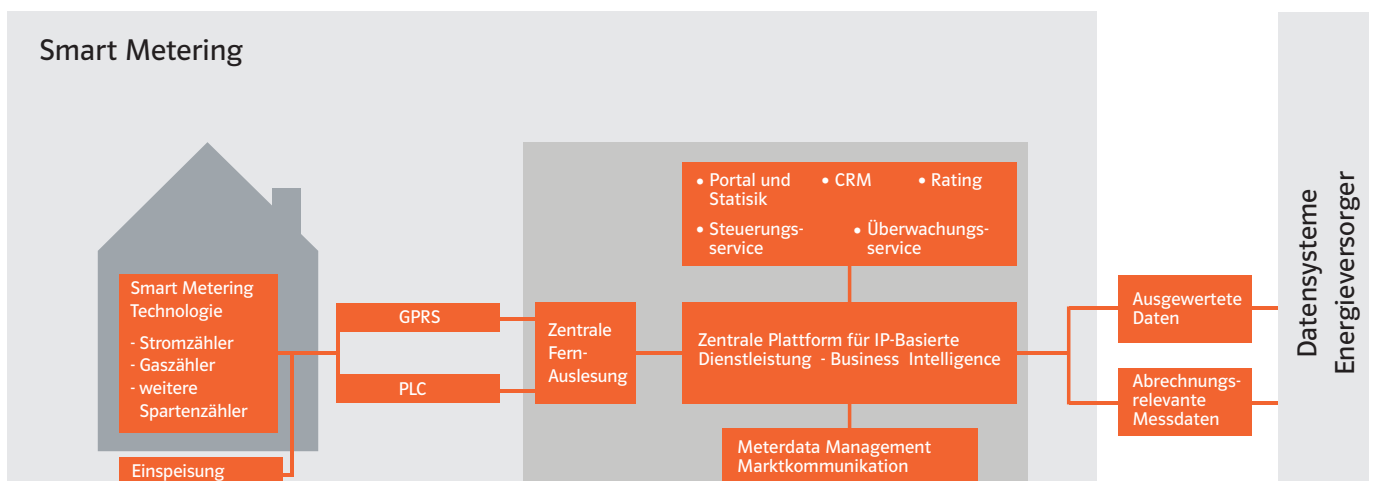 Smart Metering
Smart Metering
Technologie
- Stromzähler
- Gaszähler
- weitere
Spartenzähler
Einspeisung
GPRS
PLC
Zentrale
Fern-
Auslesung
• Portal und
Statisik
• CRM
• Rating
• Steuerungs-
service
• Überwachungs-
service
Zentrale Plattform für IP-Basierte
Dienstleistung - Business Intelligence
Meterdata Management
Marktkommunikation
Ausgewertete
Daten
Abrechnungs-
relevante
Messdaten
Datensysteme
Energieversorger